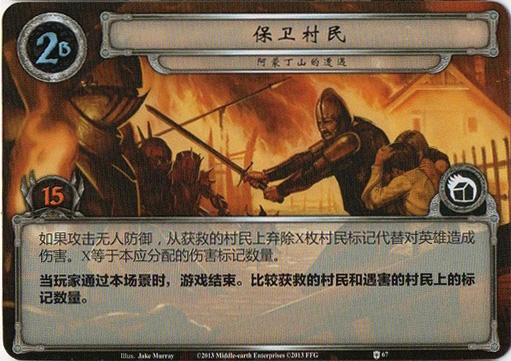 2B
保卫村民
阿蒙丁山的遭遇
15
如果攻击无人防御，从获救的村民上弃除X枚村民标记代替对英雄造成
伤害。X等于本应分配的伤害标记数量。
当玩家通过本场景时，游戏结束。比较获救的村民和遇害的村民上的标
记数量。
Illus. Jake Murray
©2013 Middle-earth Enterprises ©2013 FFG
67